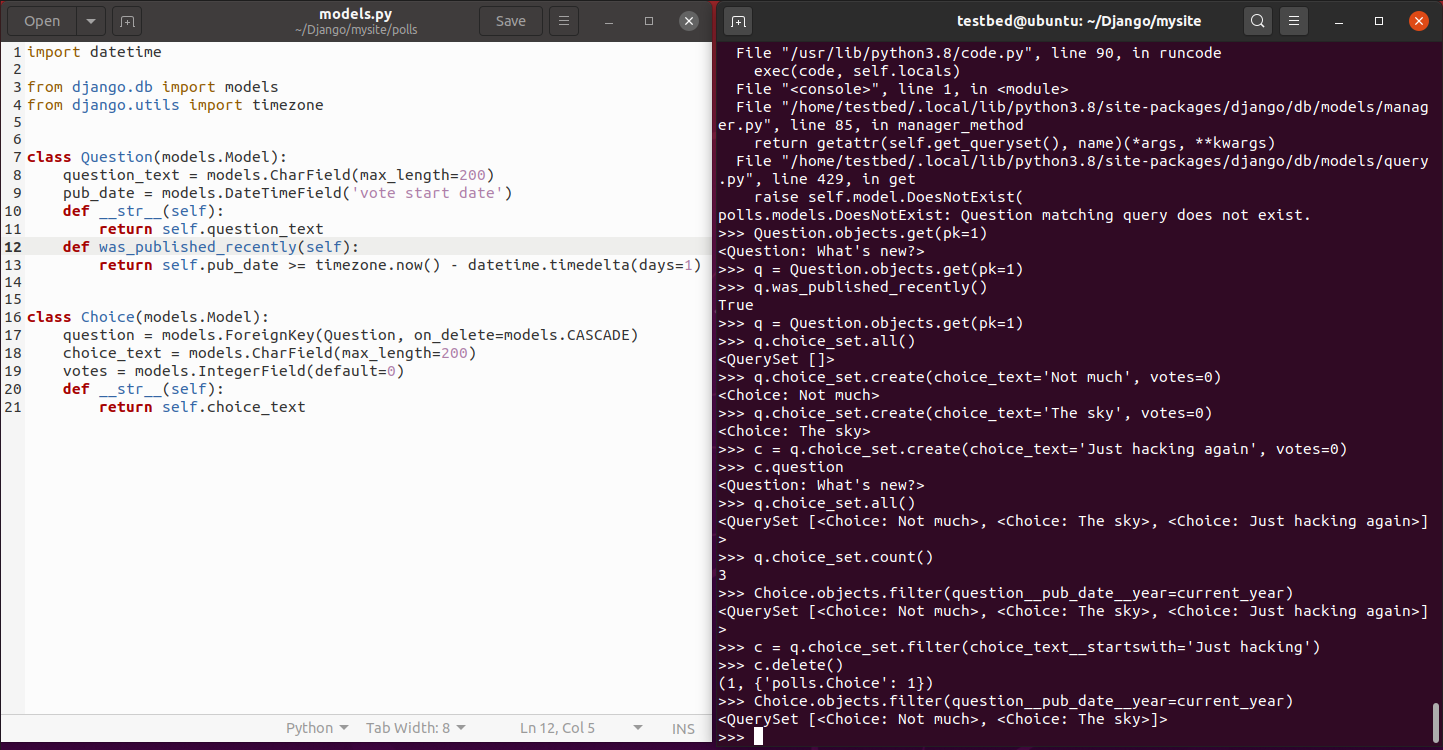 Open
models.py
~/Django/mysite/polls
Save
1 import datetime
2
3 from django.db import models
4 from django.utils import timezone
5
6
7 class Question(models.Model):
8     question_text = models.CharField(max_length=200)
9     pub_date = models.DateTimeField('vote start date')
10     def __str__(self):
11         return self.question_text
12     def was_published_recently(self):
13         return self.pub_date >= timezone.now() - datetime.timedelta(days=1)
14
15
16 class Choice(models.Model):
17     question = models.ForeignKey(Question, on_delete=models.CASCADE)
18     choice_text = models.CharField(max_length=200)
19     votes = models.IntegerField(default=0)
20     def __str__(self):
21         return self.choice_text
Python
Tab Width: 8
Ln 12, Col 5
INS
testbed@ubuntu: ~/Django/mysite
  File "/usr/lib/python3.8/code.py", line 90, in runcode
    exec(code, self.locals)
  File "<console>", line 1, in <module>
  File "/home/testbed/.local/lib/python3.8/site-packages/django/db/models/manag
er.py", line 85, in manager_method
    return getattr(self.get_queryset(), name)(*args, **kwargs)
  File "/home/testbed/.local/lib/python3.8/site-packages/django/db/models/query
.py", line 429, in get
    raise self.model.DoesNotExist(
polls.models.DoesNotExist: Question matching query does not exist.
>>> Question.objects.get(pk=1)
<Question: What's new?>
>>> q = Question.objects.get(pk=1)
>>> q.was_published_recently()
True
>>> q = Question.objects.get(pk=1)
>>> q.choice_set.all()
<QuerySet []>
>>> q.choice_set.create(choice_text='Not much', votes=0)
<Choice: Not much>
>>> q.choice_set.create(choice_text='The sky', votes=0)
<Choice: The sky>
>>> c = q.choice_set.create(choice_text='Just hacking again', votes=0)
>>> c.question
<Question: What's new?>
>>> q.choice_set.all()
<QuerySet [<Choice: Not much>, <Choice: The sky>, <Choice: Just hacking again>]
>
>>> q.choice_set.count()
3
>>> Choice.objects.filter(question__pub_date__year=current_year)
<QuerySet [<Choice: Not much>, <Choice: The sky>, <Choice: Just hacking again>]
>
>>> c = q.choice_set.filter(choice_text__startswith='Just hacking')
>>> c.delete()
(1, {'polls.Choice': 1})
>>> Choice.objects.filter(question__pub_date__year=current_year)
<QuerySet [<Choice: Not much>, <Choice: The sky>]>
>>>